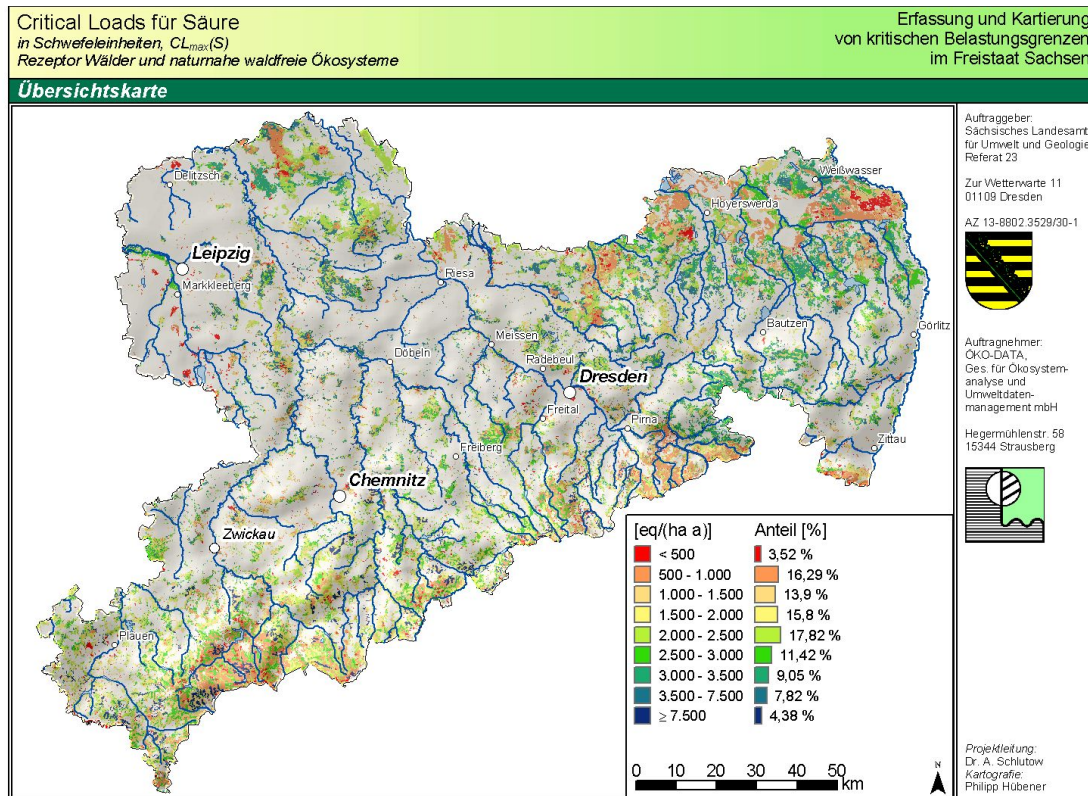 Critical Loads für Säure
in Schwefeleinheiten, CLmax(S)
Rezeptor Wälder und naturnahe waldfreie Ökosysteme
Erfassung und Kartierung
von kritischen Belastungsgrenzen
im Freistaat Sachsen
Übersichtskarte
Delitzsch
Weißwasser
Hoyerswerda
Leipzig
Markkleeberg
Riesa
Bautzen
Görlitz
Meissen
Döbeln
Radebeul
Dresden
Freital
Pirna
Freiberg
Zittau
Chemnitz
Zwickau
Plauen
[eq/(ha a)] Anteil [%]
< 500 3,52 %
500 - 1.000 16,29 %
1.000 - 1.500 13,9 %
1.500 - 2.000 15,8 %
2.000 - 2.500 17,82 %
2.500 - 3.000 11,42 %
3.000 - 3.500 9,05 %
3.500 - 7.500 7,82 %
≥ 7.500 4,38 %
0 10 20 30 40 50
km
N
Auftraggeber:
Sächsisches Landesamt
für Umwelt und Geologie
Referat 23
Zur Wetterwarte 11
01109 Dresden
AZ 13-8802.3529/30-1
Auftragnehmer:
ÖKO-DATA,
Ges. für Ökosystem-
analyse und
Umweltdaten-
management mbH
Hegermühlenstr. 58
15344 Strausberg
Projektleitung:
Dr. A. Schlutow
Kartografie:
Philipp Hübener